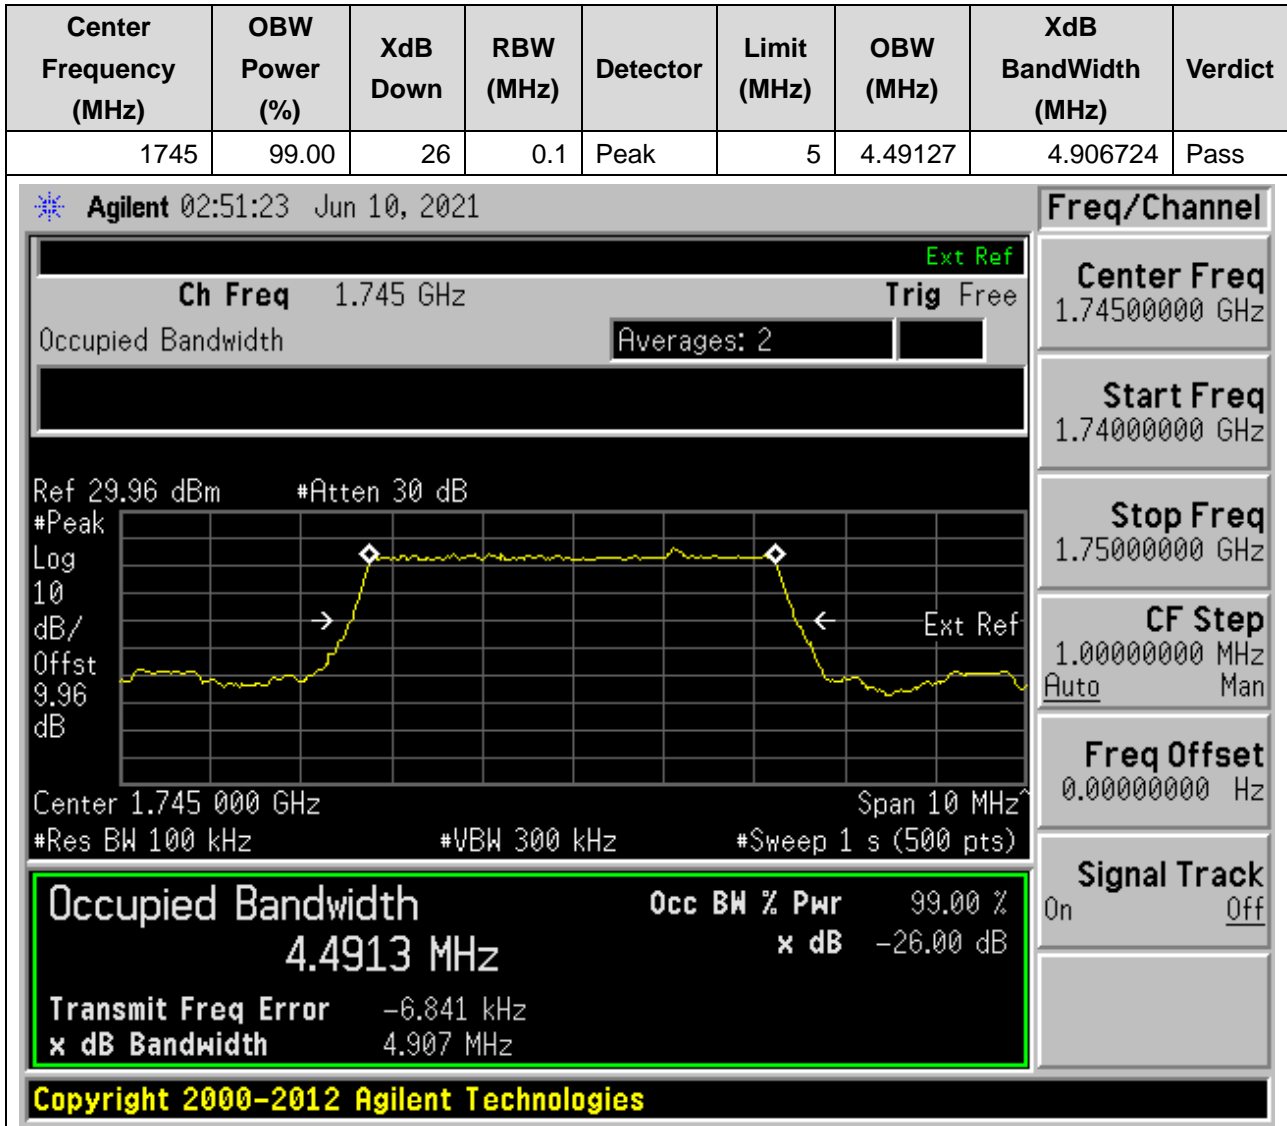 Center Frequency (MHz) OBW Power (%) XdB Down RBW (MHz) Detector Limit (MHz) OBW (MHz) XdB BandWidth (MHz) Verdict
1745 99.00 26 0.1 Peak 5 4.49127 4.906724 Pass
Agilent 02:51:23 Jun 10, 2021
Freq/Channel
Ext Ref
Ch Freq 1.745 GHz Trig Free
Occupied Bandwidth Averages: 2
Center Freq
1.74500000 GHz
Start Freq
1.74000000 GHz
Stop Freq
1.75000000 GHz
CF Step
1.00000000 MHz
Auto Man
Freq Offset
0.00000000 Hz
Signal Track
On Off
Ref 29.96 dBm #Atten 30 dB
#Peak
Log
10
dB/
Offst
9.96
dB
Ext Ref
Center 1.745 000 GHz Span 10 MHz^
#Res BW 100 kHz #VBW 300 kHz #Sweep 1 s (500 pts)
Occupied Bandwidth Occ BW % Pwr 99.00 %
4.4913 MHz x dB -26.00 dB
Transmit Freq Error -6.841 kHz
x dB Bandwidth 4.907 MHz
Copyright 2000-2012 Agilent Technologies